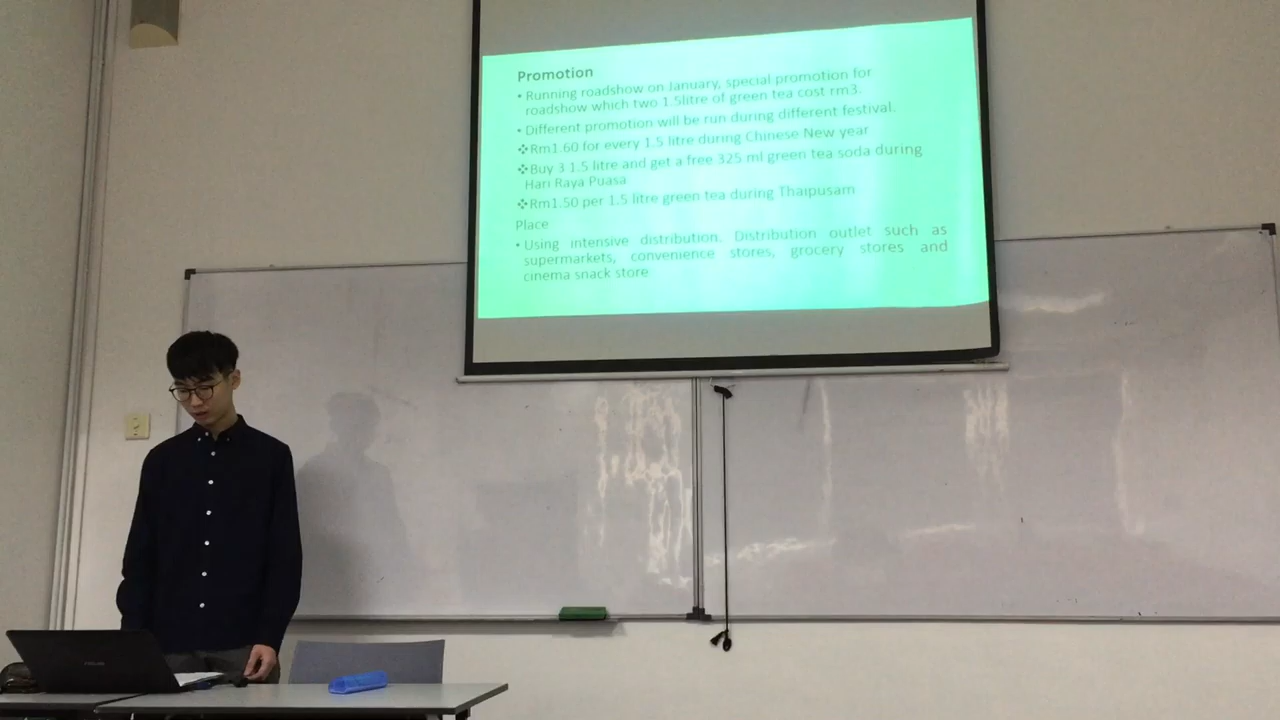 Promotion
• Running roadshow on January, special promotion for
roadshow which two 1.5litre of green tea cost rm3.
• Different promotion will be run during different festival.
❖Rm1.60 for every 1.5 litre during Chinese New year
❖Buy 3 1.5 litre and get a free 325 ml green tea soda during
Hari Raya Puasa
❖Rm1.50 per 1.5 litre green tea during Thaipusam
Place
• Using intensive distribution. Distribution outlet such as
supermarkets, convenience stores, grocery stores and
cinema snack store